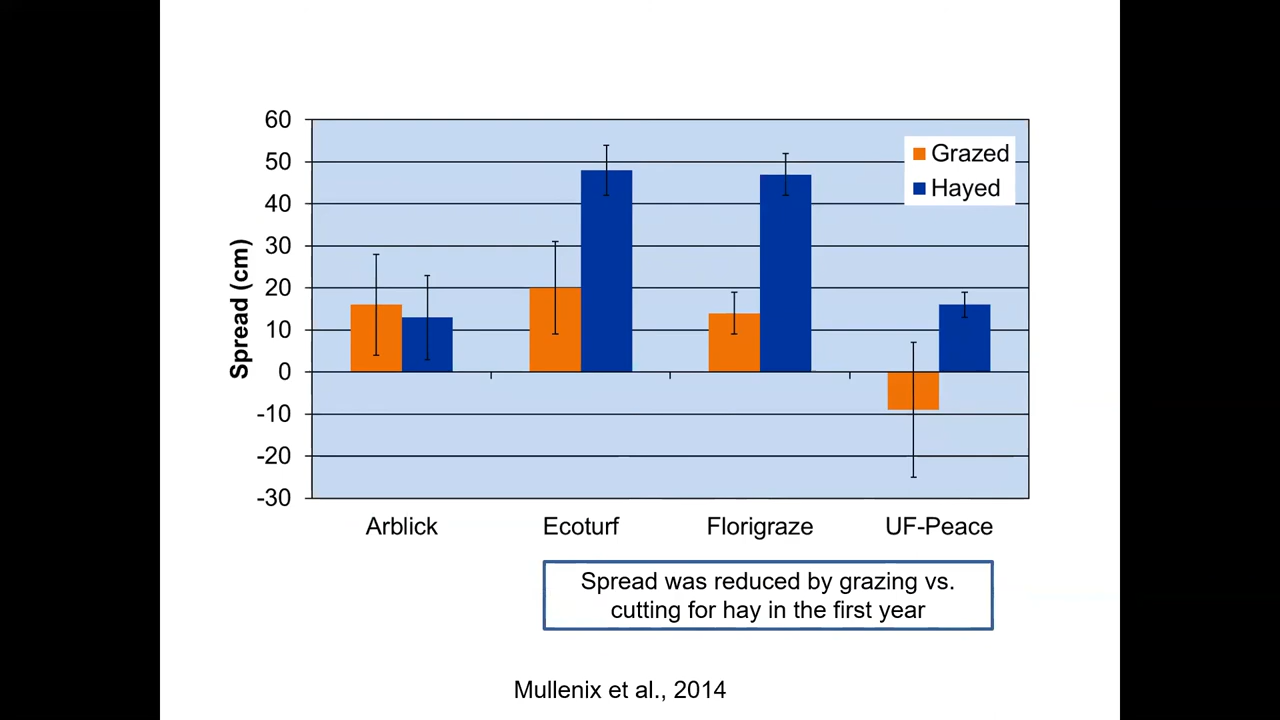 60
50
40
30
20
10
0
-10
-20
-30
Spread (cm)
Grazed
Hayed
Arblick
Ecoturf
Florigraze
UF-Peace
Spread was reduced by grazing vs.
cutting for hay in the first year
Mullenix et al., 2014